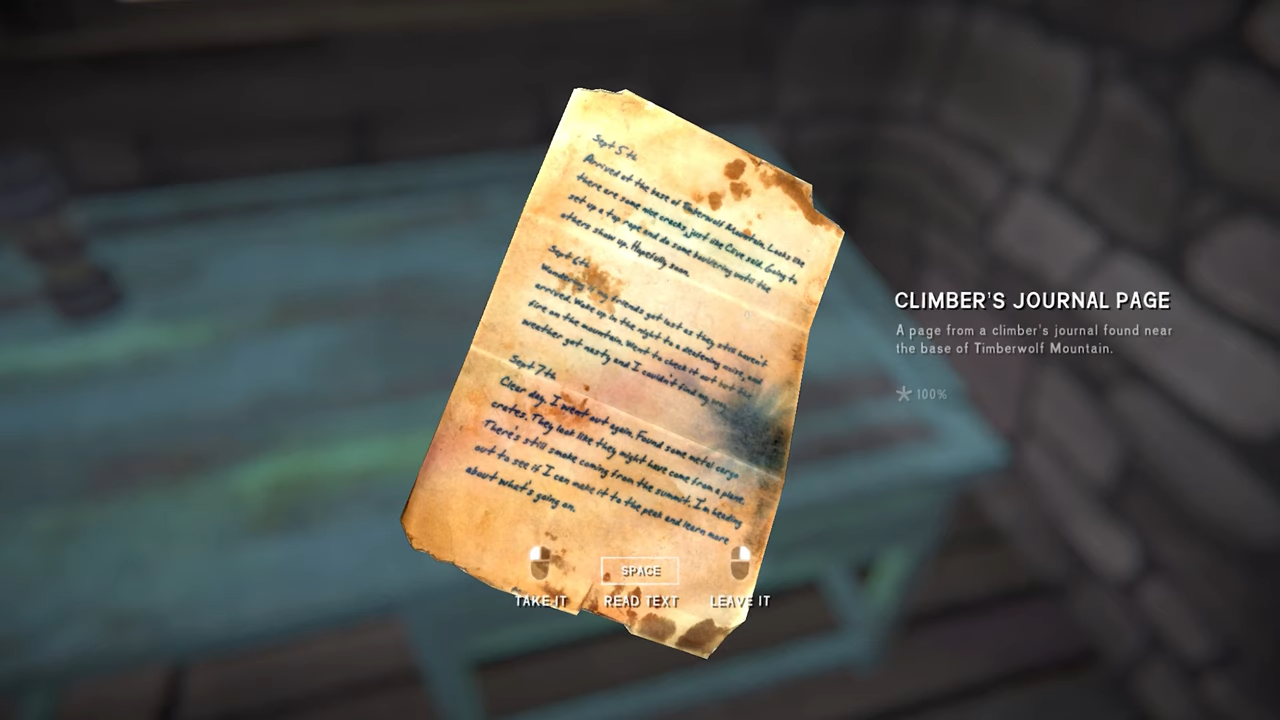 Sept 5th
Arrived at the base of Timberwolf Mountain. Looks like
there are some nice cracks, just like Cave said. Going to
set up a top rope and do some bouldering until the
others show up. Hopefully soon.
Sept 6th
Wondering if my friends got lost as they still haven't
arrived. Woke up in the night to a deafening noise, and
fire on the mountain. Went to check it out but the
weather got nasty and I couldn't find my
Sept 7th
Clear day. I went out again. Found some metal cargo
crates. They look like they might have come from a plane.
There's still smoke coming from the summit. I'm heading
out to see if I can make it to the peak and learn more
about what's going on.
CLIMBER'S JOURNAL PAGE
A page from a climber's journal found near
the base of Timberwolf Mountain.
100%
SPACE
TAKE IT READ TEXT LEAVE IT